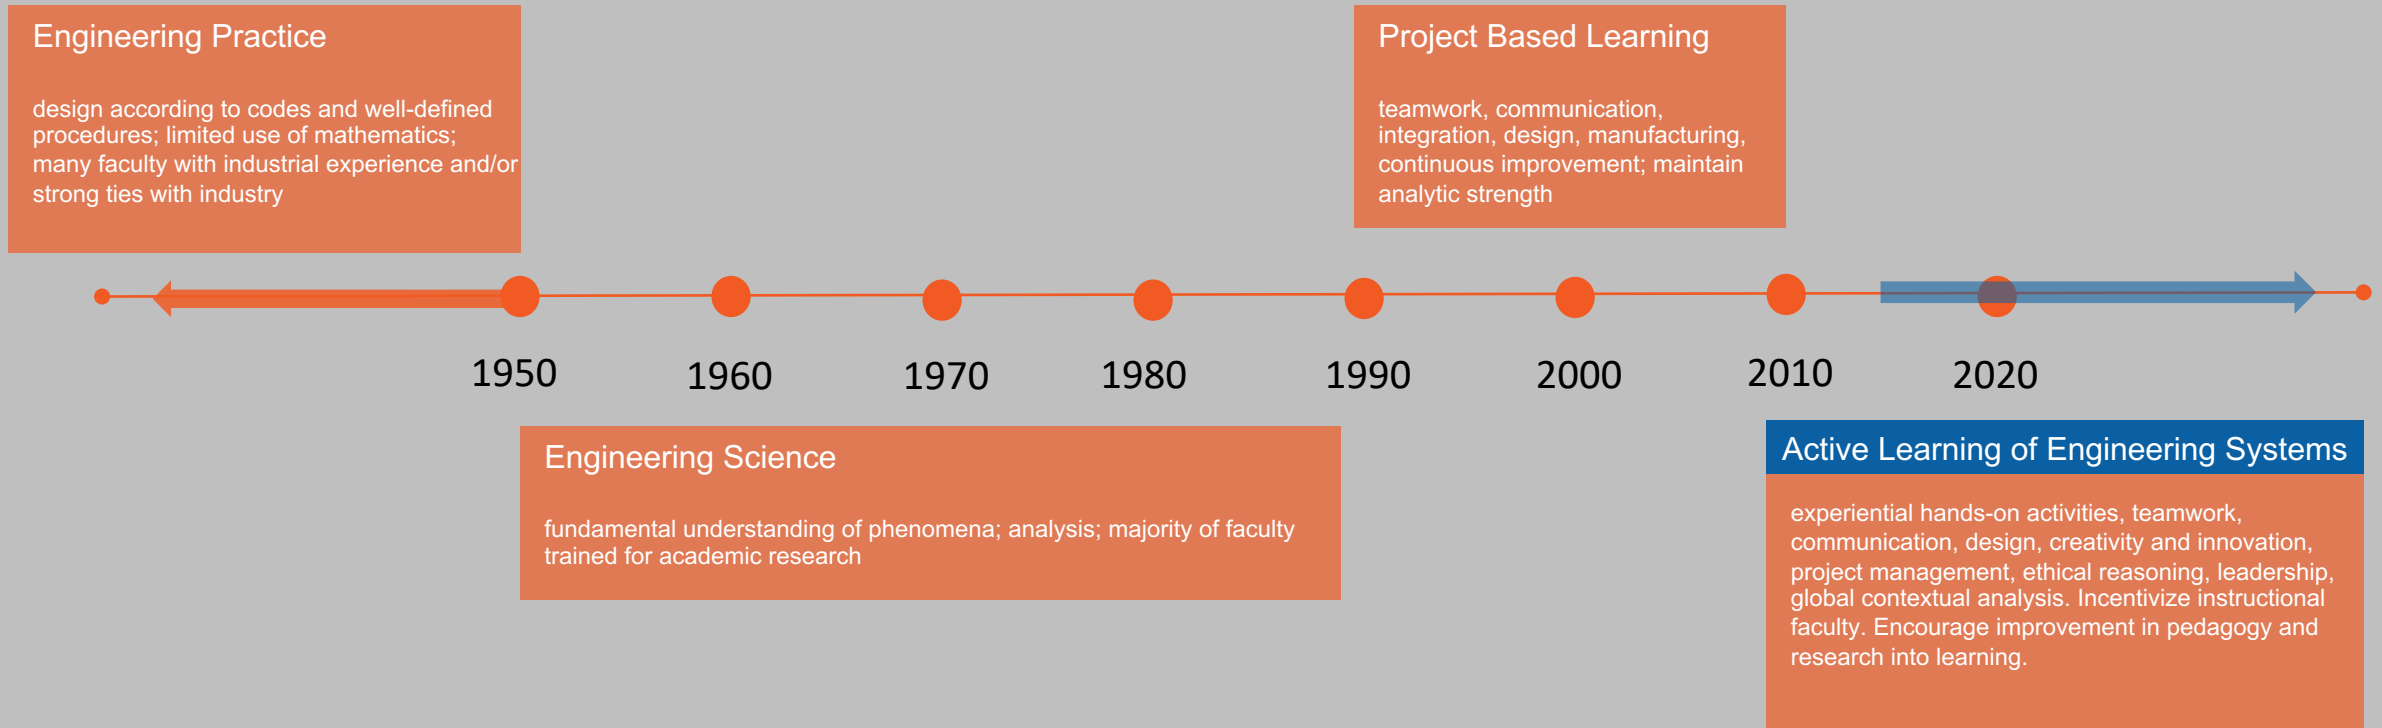 Engineering Practice
design according to codes and well-defined
procedures; limited use of mathematics;
many faculty with industrial experience and/or
strong ties with industry
Project Based Learning
teamwork, communication,
integration, design, manufacturing,
continuous improvement; maintain
analytic strength
1950
1960
1970
1980
1990
2000
2010
2020
Engineering Science
fundamental understanding of phenomena; analysis; majority of faculty
trained for academic research
Active Learning of Engineering Systems
experiential hands-on activities, teamwork,
communication, design, creativity and innovation,
project management, ethical reasoning, leadership,
global contextual analysis. Incentivize instructional
faculty. Encourage improvement in pedagogy and
research into learning.